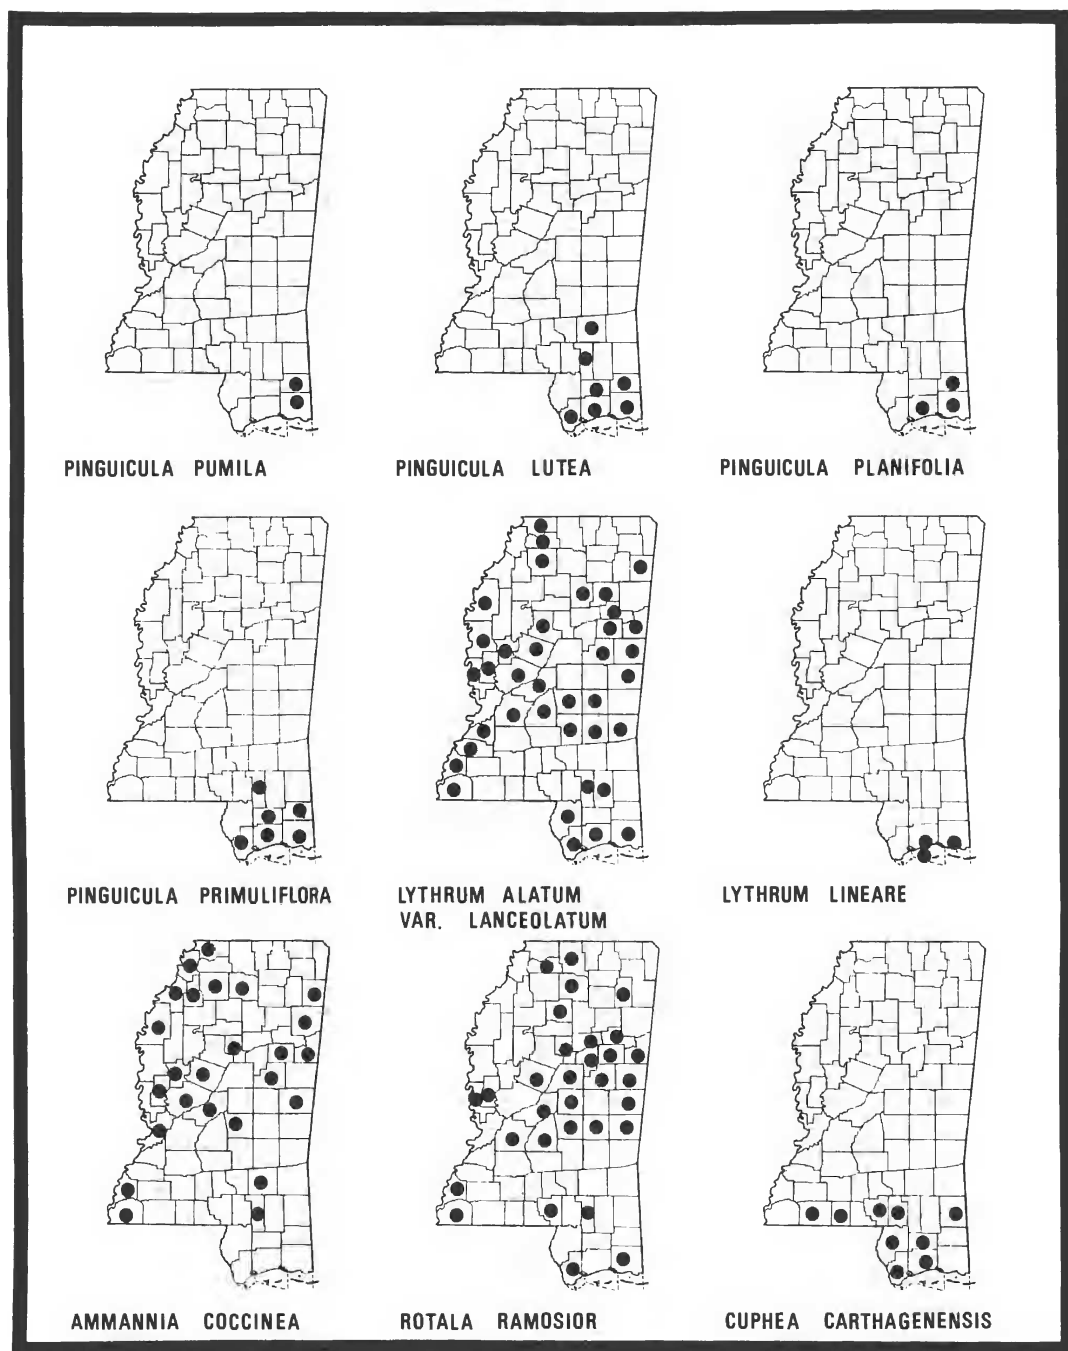 PINGUICULA PUMILA
PINGUICULA LUTEA
PINGUICULA PLANIFOLIA
PINGUICULA PRIMULIFLORA
LYTHRUM ALATUM
VAR. LANCEOLATUM
LYTHRUM LINEARE
AMMANNIA COCCINEA
ROTALA RAMOSIOR
CUPHEA CARTHAGENENSIS